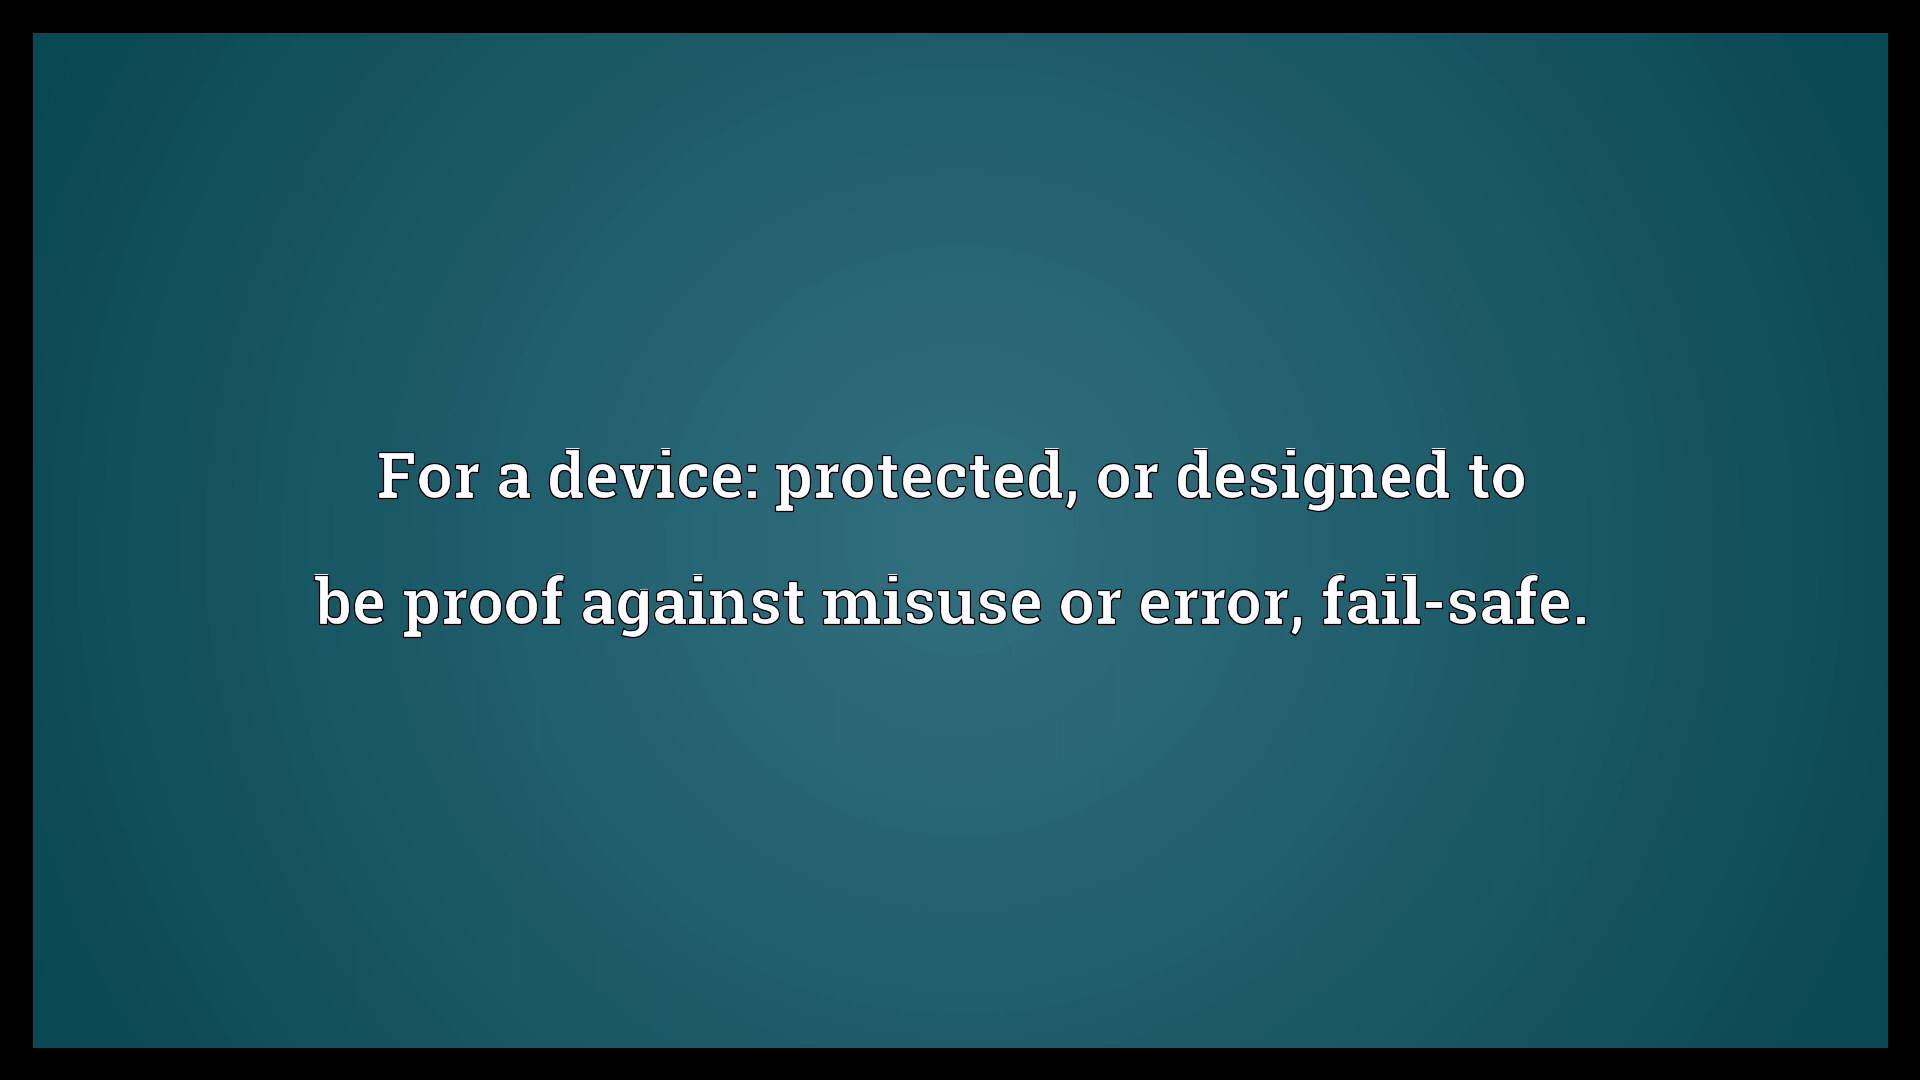 For a device: protected, or designed to
be proof against misuse or error, fail-safe.